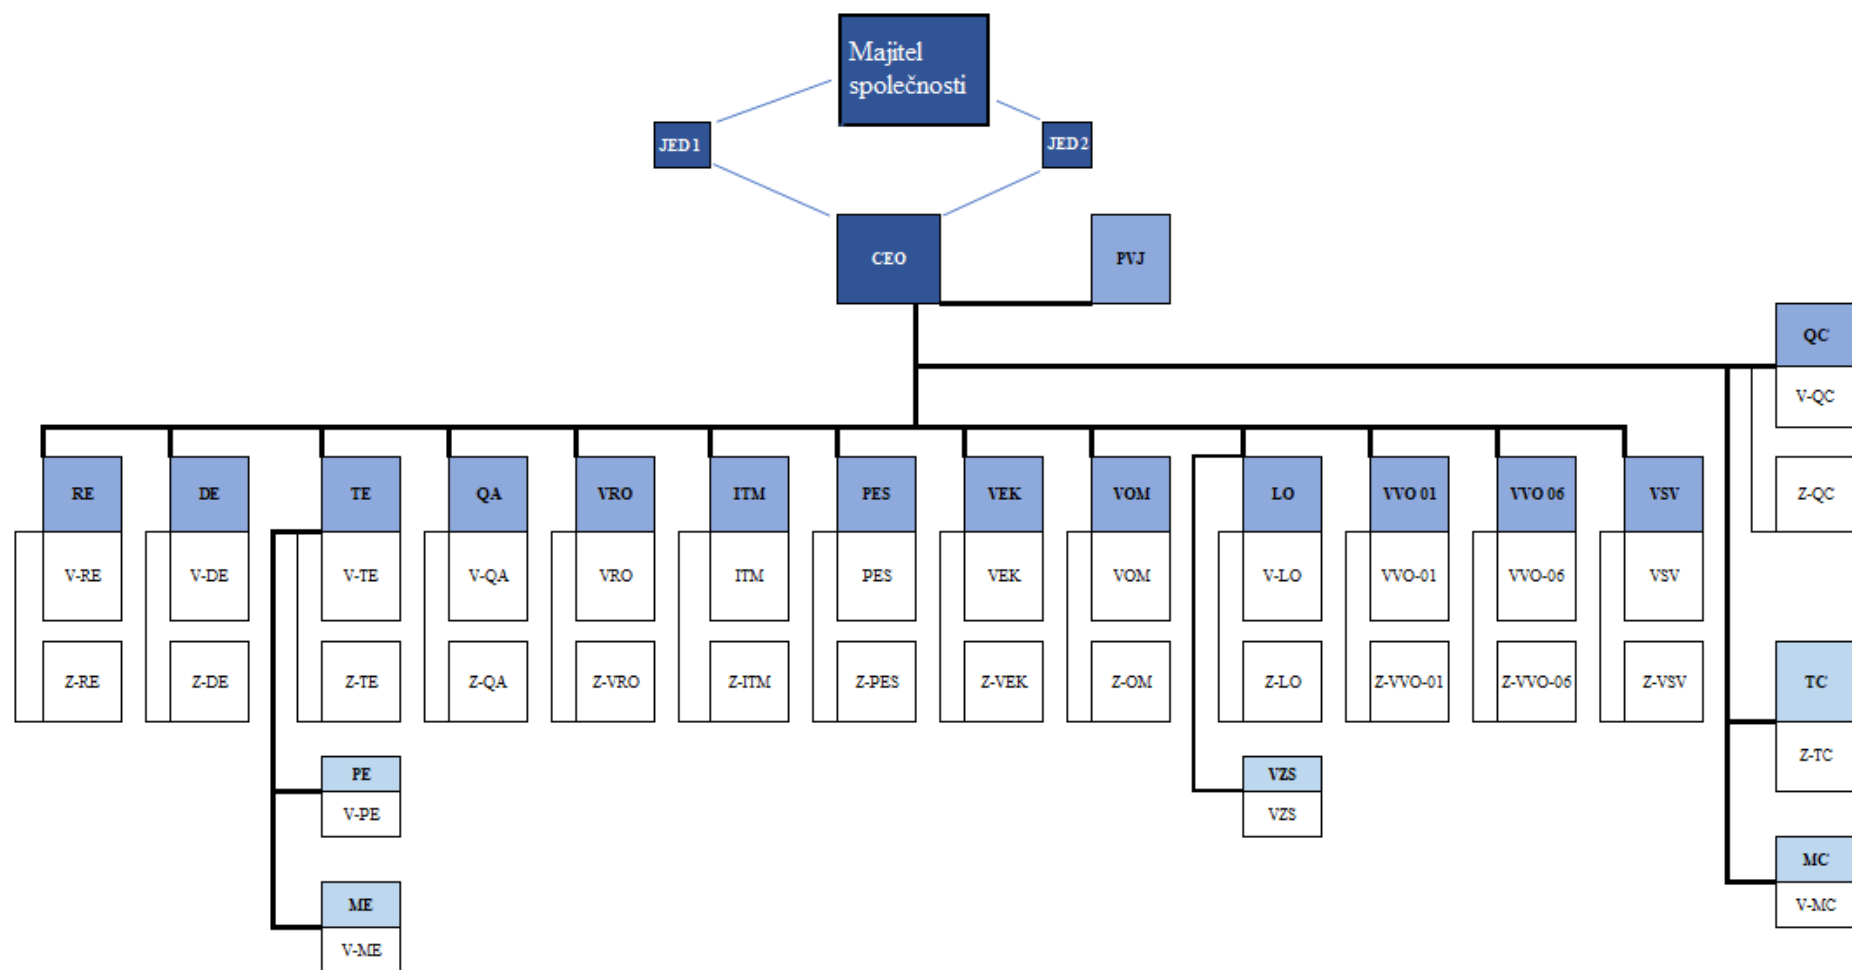 Majitel
společnosti
JED 1
JED 2
CEO
PVJ
QC
V-QC
Z-QC
RE
DE
TE
QA
VRO
ITM
PES
VEK
VOM
LO
VVO 01
VVO 06
VSV
V-RE
V-DE
V-TE
V-QA
VRO
ITM
PES
VEK
VOM
V-LO
VVO-01
VVO-06
VSV
Z-RE
Z-DE
Z-TE
Z-QA
Z-VRO
Z-ITM
Z-PES
Z-VEK
Z-OM
Z-LO
Z-VVO-01
Z-VVO-06
Z-VSV
TC
Z-TC
PE
V-PE
VZS
VZS
MC
V-MC
ME
V-ME